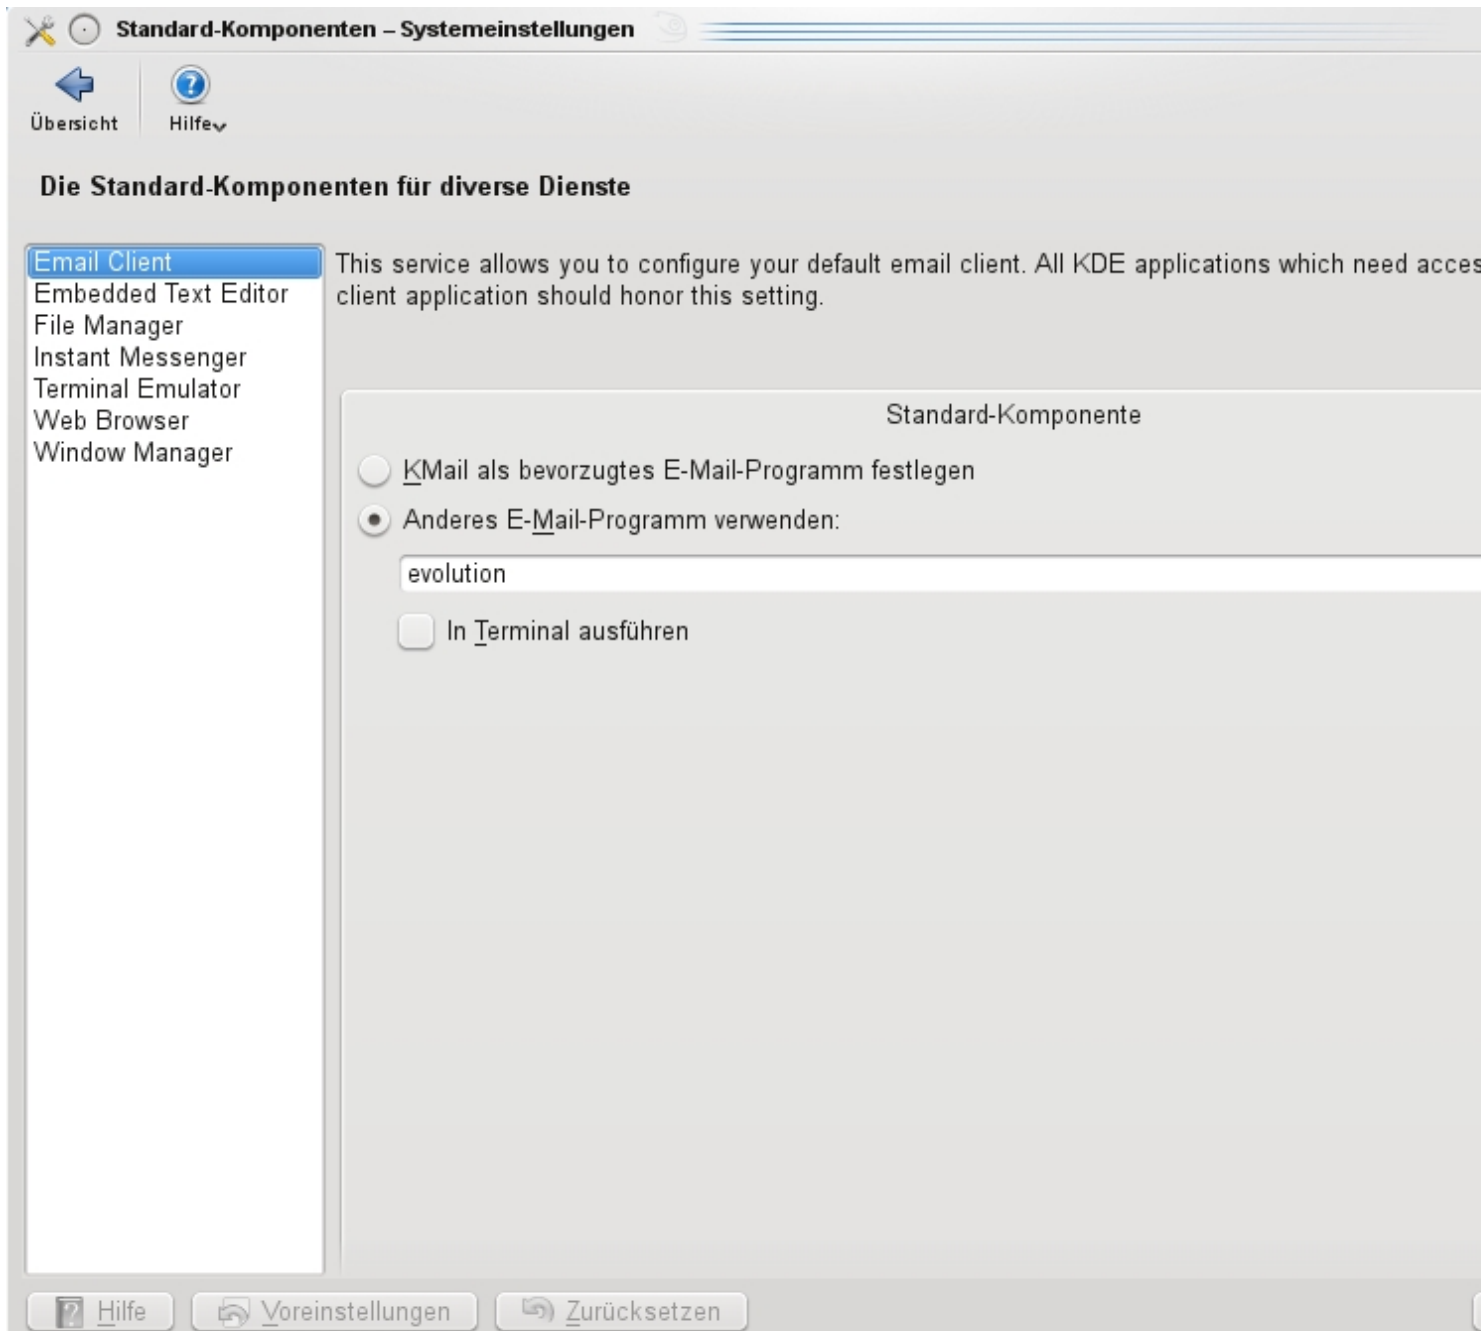 Standard-Komponenten – Systemeinstellungen
Übersicht
Hilfe
Die Standard-Komponenten für diverse Dienste
Email Client
Embedded Text Editor
File Manager
Instant Messenger
Terminal Emulator
Web Browser
Window Manager
This service allows you to configure your default email client. All KDE applications which need
client application should honor this setting.
Standard-Komponente
KMail als bevorzugtes E-Mail-Programm festlegen
Anderes E-Mail-Programm verwenden:
evolution
In Terminal ausführen
Hilfe
Voreinstellungen
Zurücksetzen